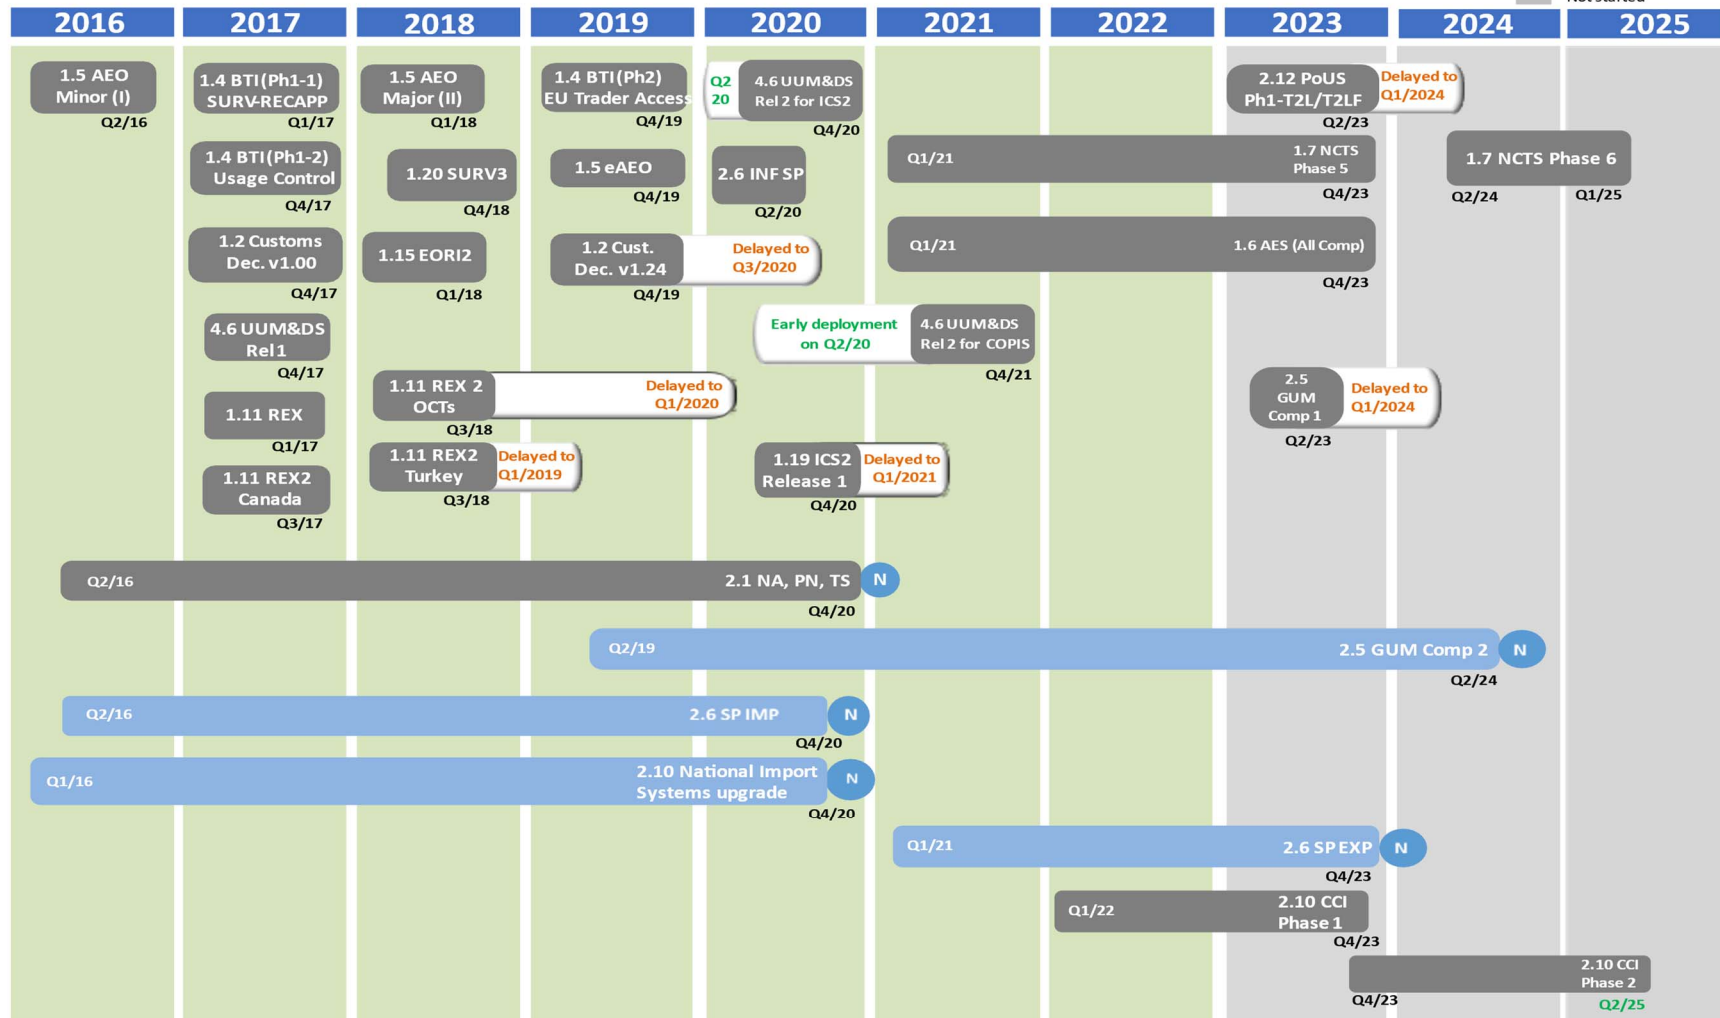 Not started
2016 2017 2018 2019 2020 2021 2022 2023 2024 2025
1.5 AEO
Minor (I)
Q2/16
1.4 BTI(Ph1-1)
SURV-RECAPP
Q1/17
1.5 AEO
Major (II)
Q1/18
1.4 BTI(Ph2)
EU Trader Access
Q4/19
Q2
20
4.6 UUM&DS
Rel 2 for ICS2
Q4/20
2.12 PoUS
Ph1-T2L/T2LF
Q2/23
Delayed to
Q1/2024
1.4 BTI(Ph1-2)
Usage Control
Q4/17
1.20 SURV3
Q4/18
1.5 eAEO
Q4/19
2.6 INF SP
Q2/20
Q1/21
1.7 NCTS
Phase 5
Q4/23
1.7 NCTS Phase 6
Q2/24
Q1/25
1.2 Customs
Dec. v1.00
Q4/17
1.15 EORI2
Q1/18
1.2 Cust.
Dec. v1.24
Q4/19
Delayed to
Q3/2020
Q1/21
1.6 AES (All Comp)
Q4/23
4.6 UUM&DS
Rel 1
Q4/17
Early deployment
on Q2/20
4.6 UUM&DS
Rel 2 for COPIS
Q4/21
1.11 REX
Q1/17
1.11 REX 2
OCTs
Q3/18
Delayed to
Q1/2020
2.5
GUM
Comp 1
Q2/23
Delayed to
Q1/2024
1.11 REX2
Canada
Q3/17
1.11 REX2
Turkey
Q3/18
Delayed to
Q1/2019
1.19 ICS2
Release 1
Q4/20
Delayed to
Q1/2021
Q2/16
2.1 NA, PN, TS
N
Q4/20
Q2/19
2.5 GUM Comp 2
N
Q2/24
Q2/16
2.6 SP IMP
N
Q4/20
Q1/16
2.10 National Import
Systems upgrade
N
Q4/20
Q1/21
2.6 SP EXP
N
Q4/23
Q1/22
2.10 CCI
Phase 1
Q4/23
2.10 CCI
Phase 2
Q4/23
Q2/25